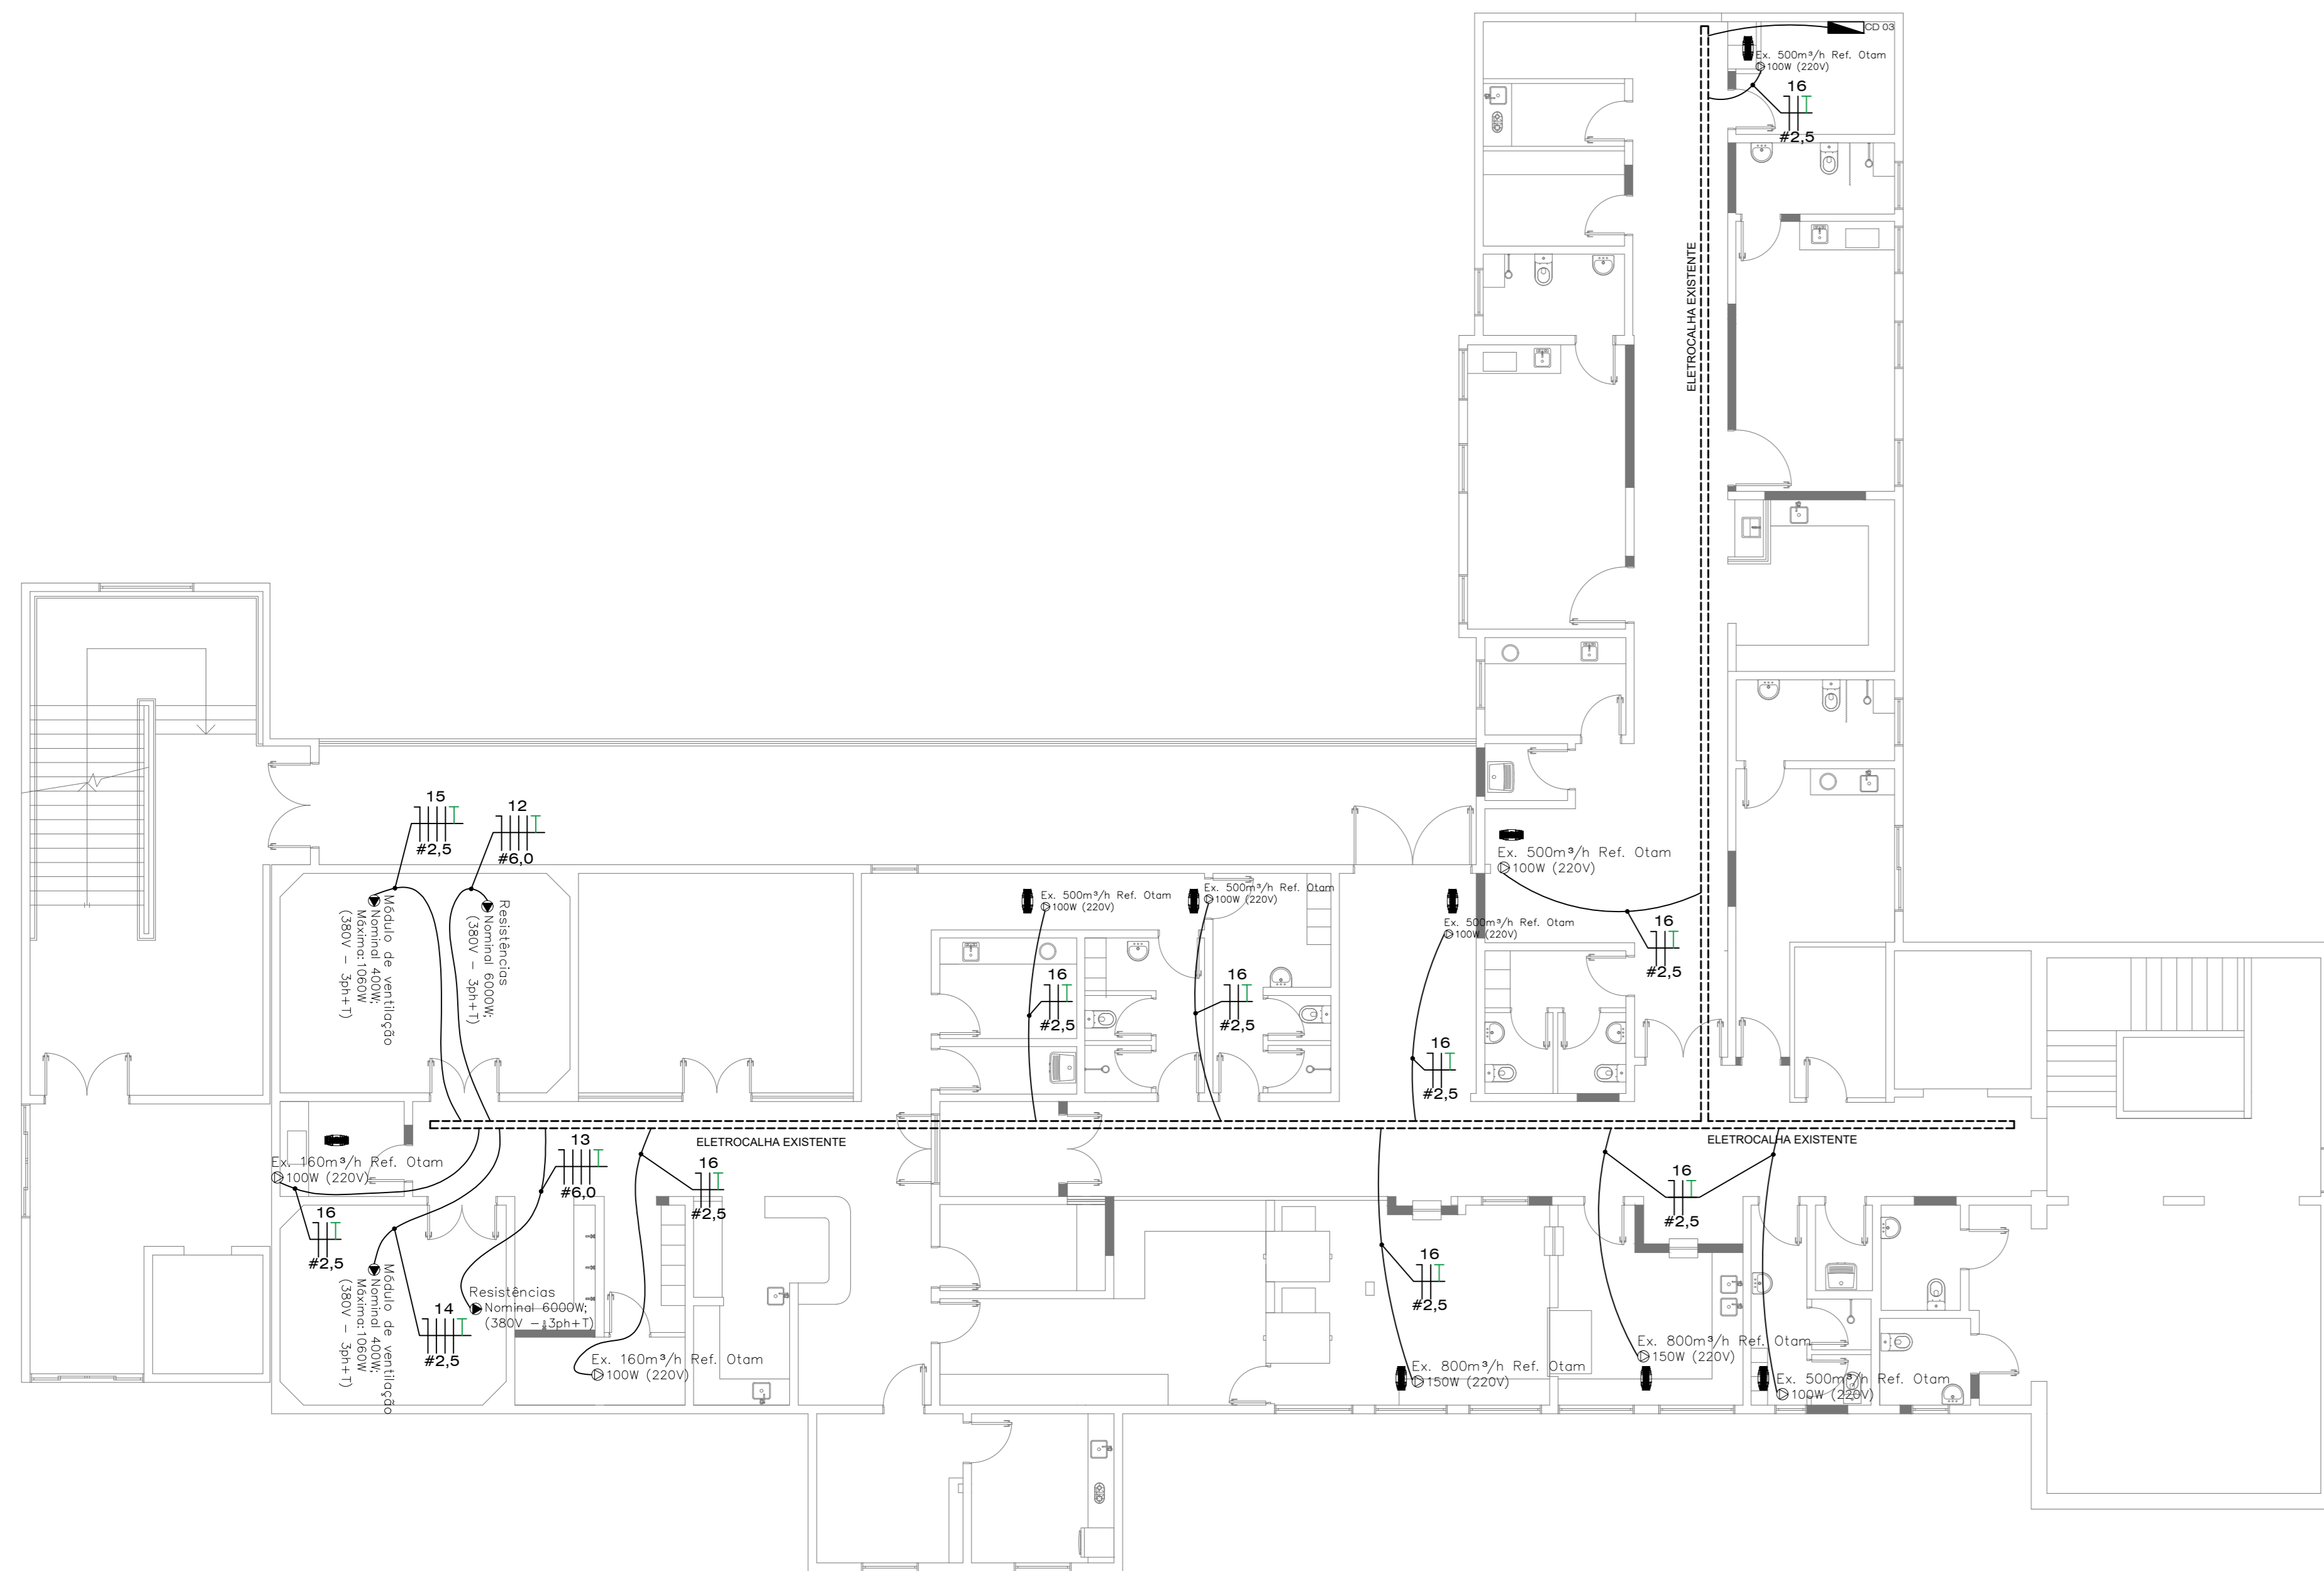 CD 03
Ex. 500m³/h Ref. Otam
100W (220V)
16
#2,5
ELETROCALHA EXISTENTE
15
#2,5
12
#6,0
Módulo de ventilação
Nominal 400W;
Máxima:1060W
(380V - 3ph+T)
Resistências
Nominal 6000W;
(380V - 3ph+T)
Ex. 500m³/h Ref. Otam
100W (220V)
16
#2,5
Ex. 500m³/h Ref. Otam
100W (220V)
16
#2,5
Ex. 500m³/h Ref. Otam
100W (220V)
16
#2,5
Ex. 500m³/h Ref. Otam
100W (220V)
16
#2,5
ELETROCALHA EXISTENTE
ELETROCALHA EXISTENTE
Ex. 160m³/h Ref. Otam
100W (220V)
16
#2,5
13
#6,0
16
#2,5
Módulo de ventilação
Nominal 400W;
Máxima:1060W
(380V - 3ph+T)
14
#2,5
Resistências
Nominal 6000W;
(380V - 3ph+T)
Ex. 160m³/h Ref. Otam
100W (220V)
16
#2,5
Ex. 800m³/h Ref. Otam
150W (220V)
16
#2,5
Ex. 800m³/h Ref. Otam
150W (220V)
Ex. 500m³/h Ref. Otam
100W (220V)